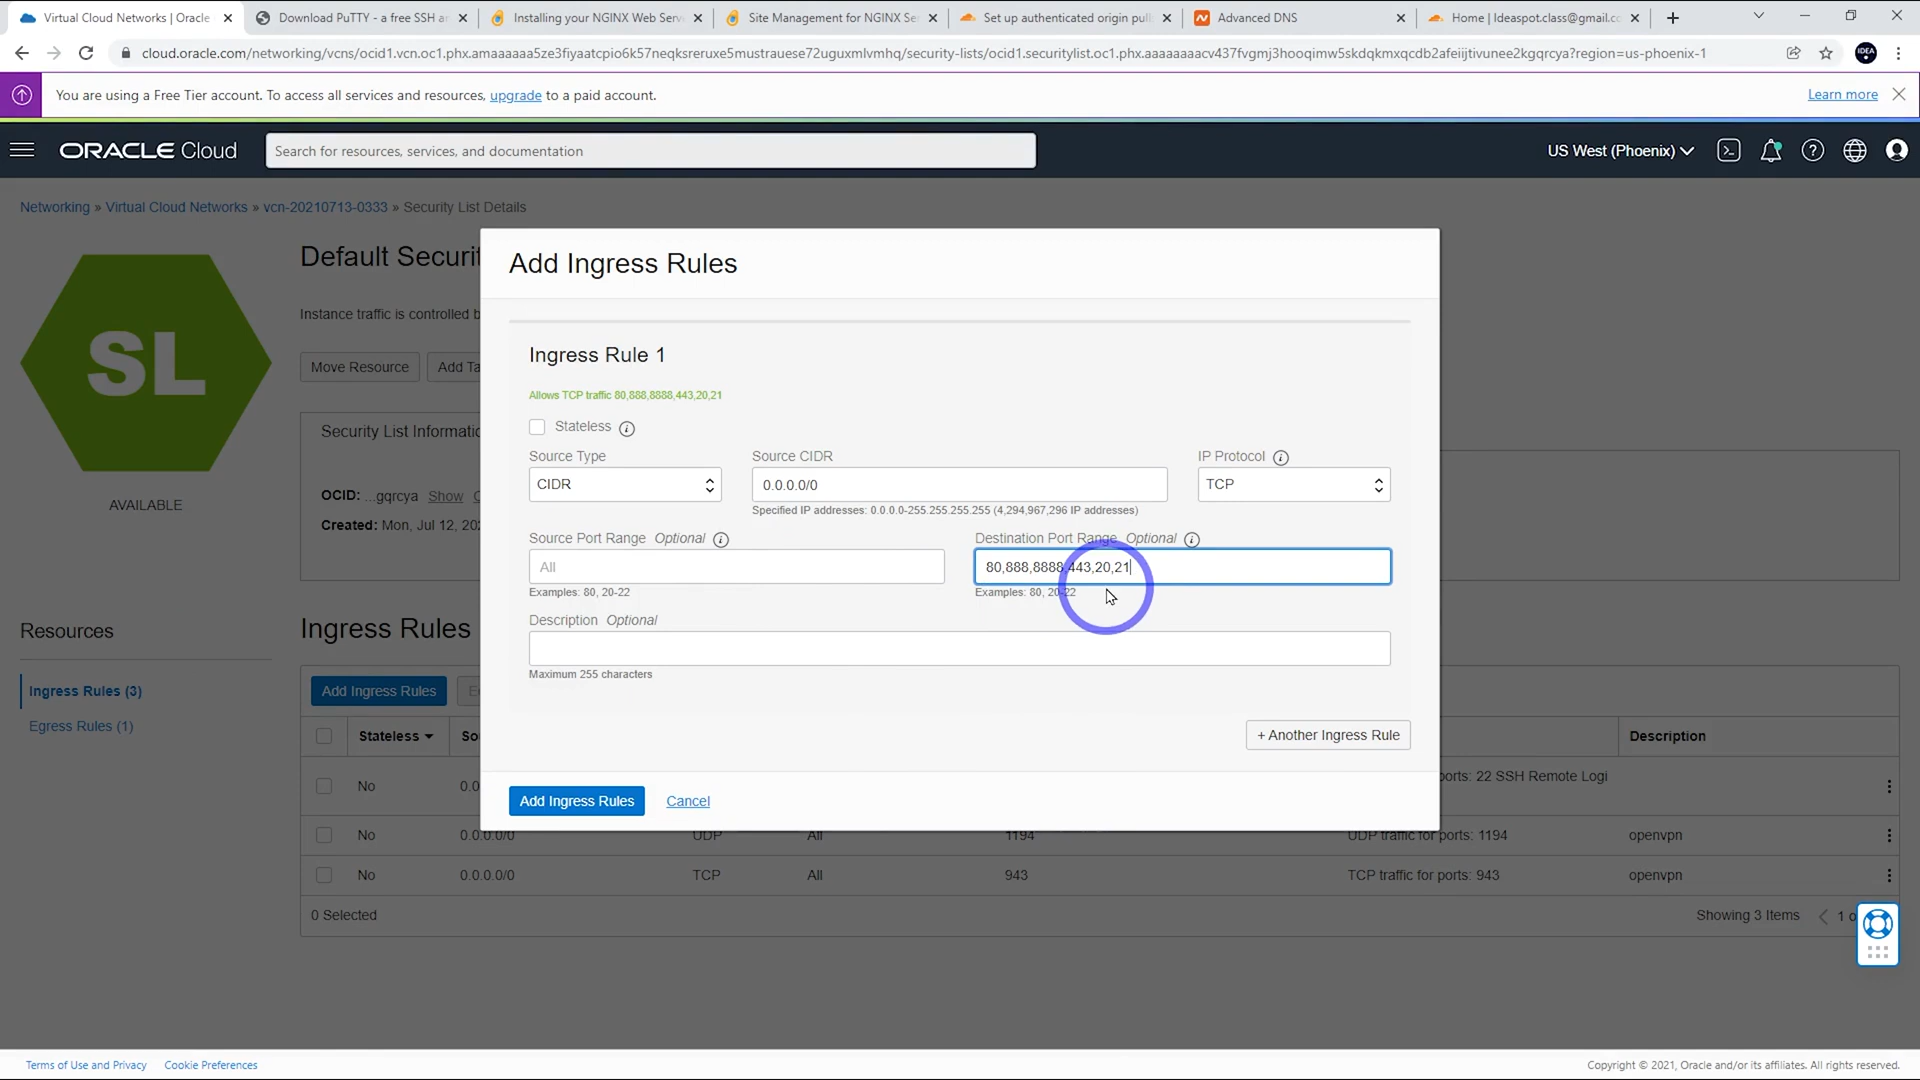 Virtual Cloud Networks | Oracle
Download PuTTY - a free SSH an
Installing your NGINX Web Serve
Site Management for NGINX Se
Set up authenticated origin pull
Advanced DNS
Home | Ideaspot.class@gmail.co
cloud.oracle.com/networking/vcns/ocid1.vcn.oc1.phx.amaaaaaa5ze3fiyaatcpio6k57neqksreruxe5mustrauese72uguxmlvmhq/security-lists/ocid1.securitylist.oc1.phx.aaaaaaaacv437fvgmj3hooqimw5skdqkmxqcdb2afeiijtivunee2kgqrcya?region=us-phoenix-1
IDEA
You are using a Free Tier account. To access all services and resources, upgrade to a paid account.
Learn more
ORACLE Cloud
Search for resources, services, and documentation
US West (Phoenix)
Networking » Virtual Cloud Networks » vcn-20210713-0333 » Security List Details
SL
AVAILABLE
Default Securi
Instance traffic is controlled b
Move Resource
Add Ta
Security List Informatio
OCID: ...gqrcya Show
Created: Mon, Jul 12, 202
Add Ingress Rules
Ingress Rule 1
Allows TCP traffic 80,888,8888,443,20,21
Stateless
Source Type
Source CIDR
IP Protocol
CIDR
0.0.0.0/0
TCP
Specified IP addresses: 0.0.0.0-255.255.255.255 (4,294,967,296 IP addresses)
Source Port Range Optional
Destination Port Range Optional
All
80,888,8888,443,20,21
Examples: 80, 20-22
Examples: 80, 20-22
Description Optional
Maximum 255 characters
+ Another Ingress Rule
Add Ingress Rules
Cancel
Resources
Ingress Rules (3)
Egress Rules (1)
Ingress Rules
Add Ingress Rules
Stateless
So
Description
No
0.0
ports: 22 SSH Remote Logi
No
0.0.0.0/0
UDP
All
1194
UDP traffic for ports: 1194
openvpn
No
0.0.0.0/0
TCP
All
943
TCP traffic for ports: 943
openvpn
0 Selected
Showing 3 Items
1 o
Terms of Use and Privacy
Cookie Preferences
Copyright © 2021, Oracle and/or its affiliates. All rights reserved.